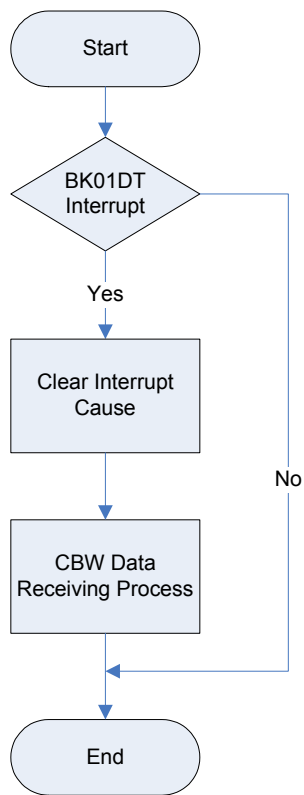 Start
BK01DT
Interrupt
Yes
Clear Interrupt
Cause
No
CBW Data
Receiving Process
End